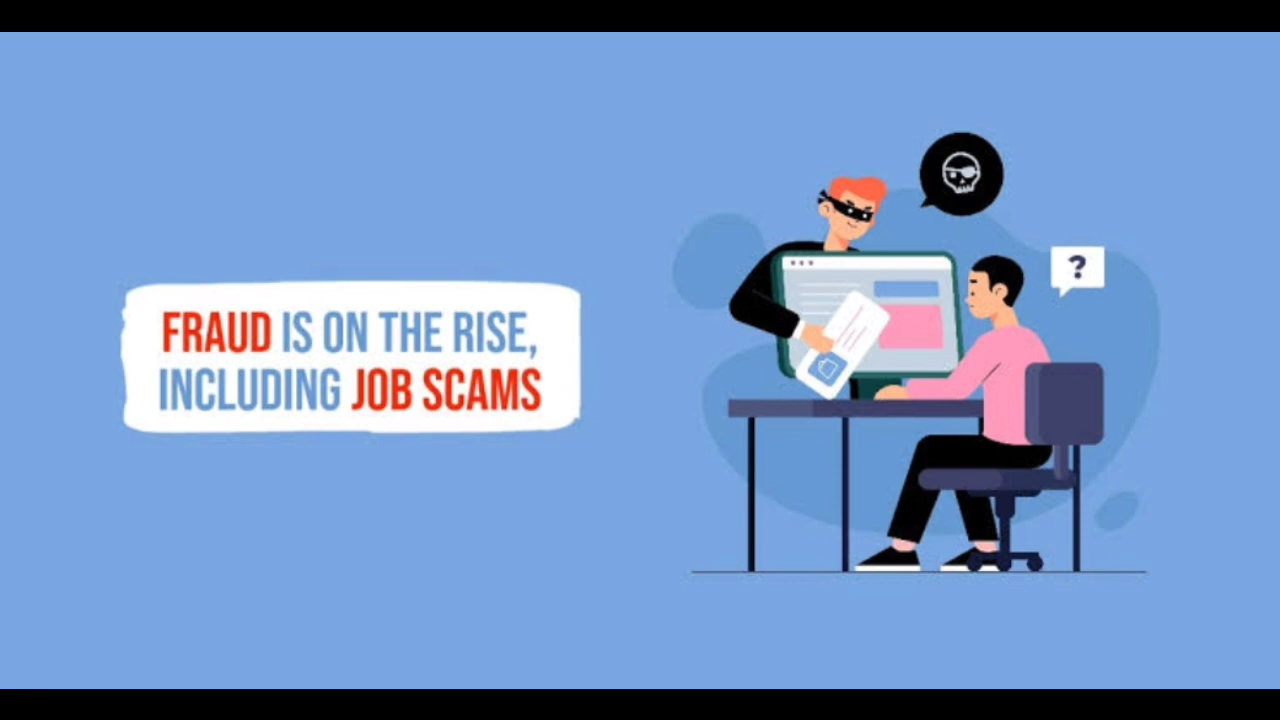 FRAUD IS ON THE RISE,
INCLUDING JOB SCAMS
?